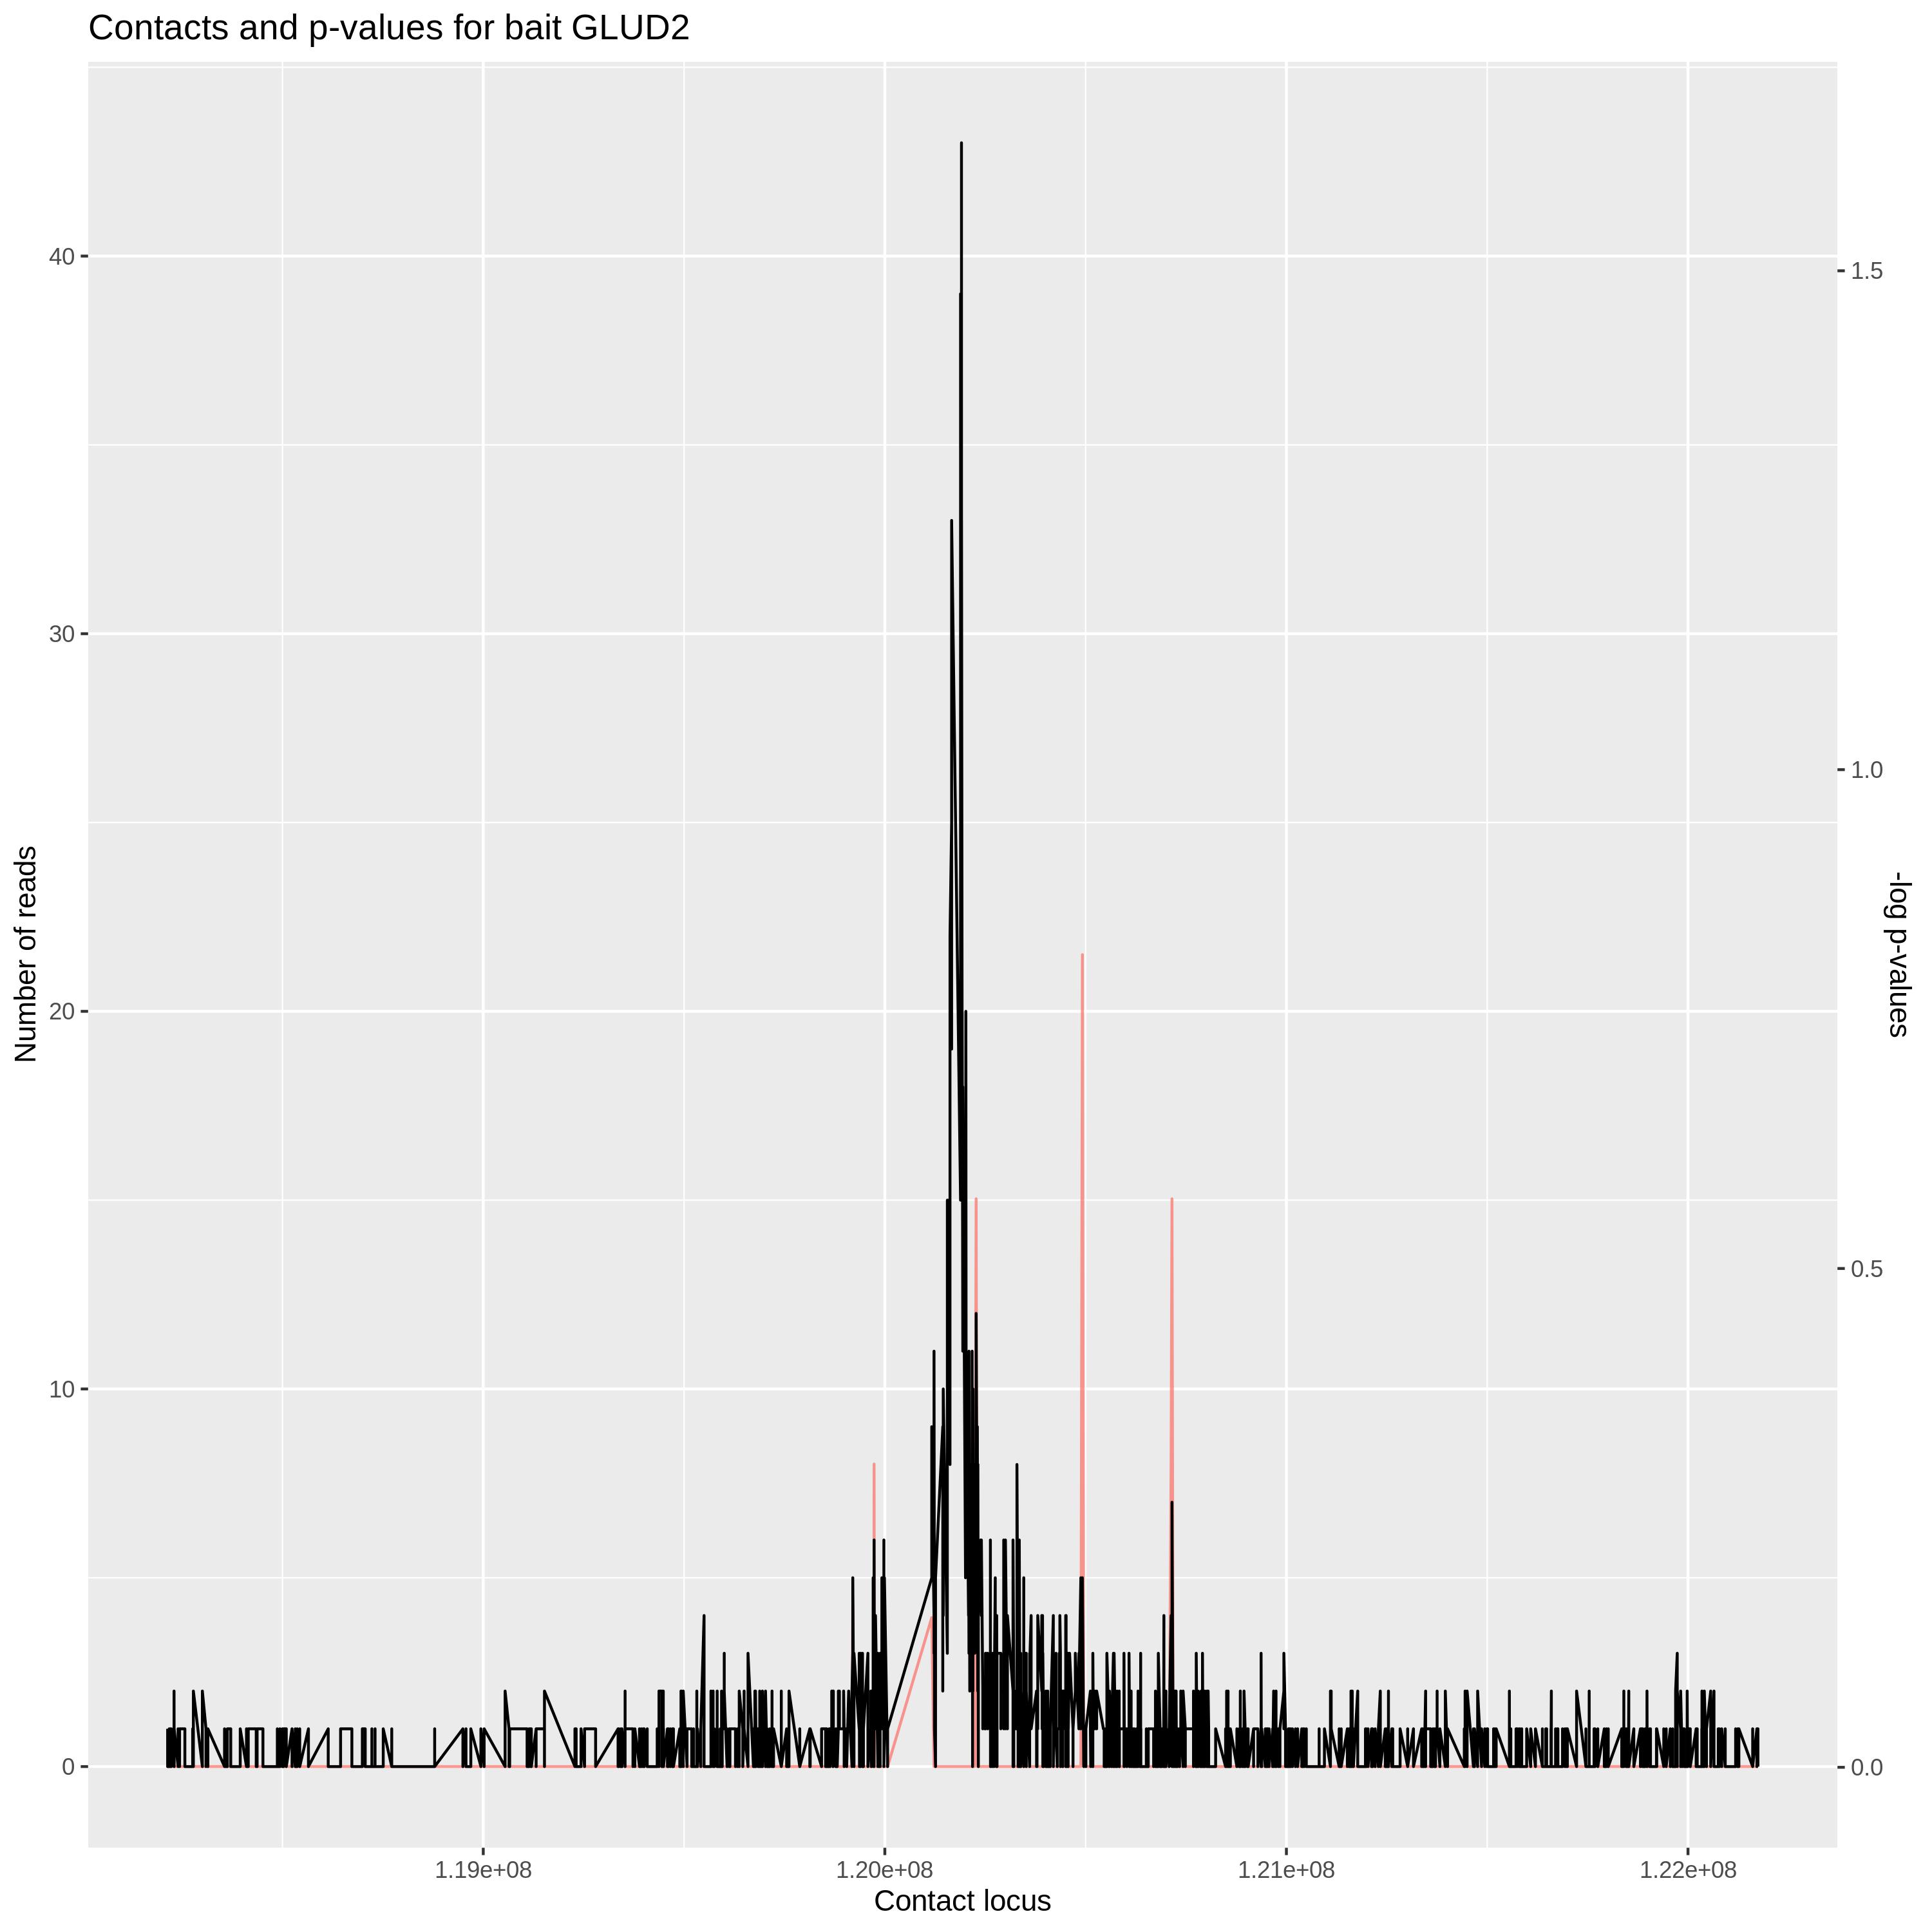 Contacts and p-values for bait GLUD2
40
30
20
10
0
Number of reads
1.5
1.0
0.5
0.0
-log p-values
1.19e+08
1.20e+08
1.21e+08
1.22e+08
Contact locus